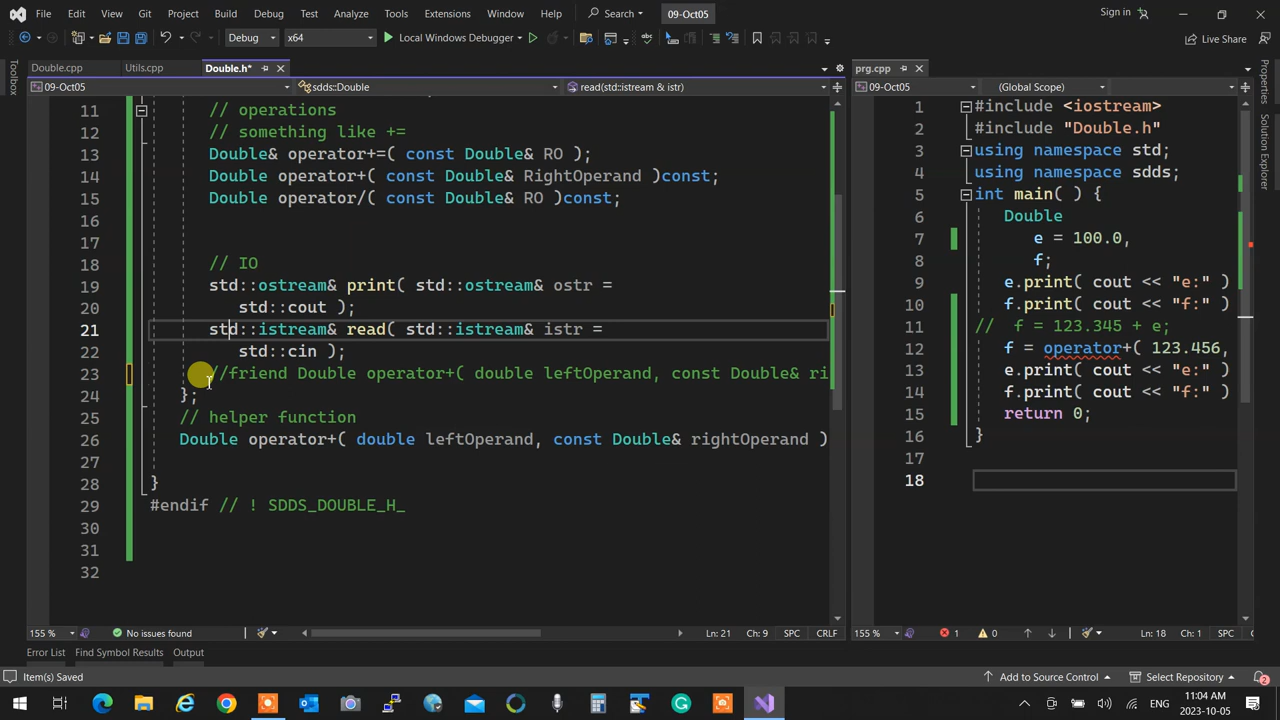 File Edit View Git Project Build Debug Test Analyze Tools Extensions Window Help Search 09-Oct05 Sign in
Debug x64 Local Windows Debugger Live Share
Toolbox
Double.cpp Utils.cpp Double.h*
09-Oct05 sdds::Double read(std::istream & istr)
11 // operations
12 // something like +=
13 Double& operator+=( const Double& RO );
14 Double operator+( const Double& RightOperand )const;
15 Double operator/( const Double& RO )const;
16
17
18 // IO
19 std::ostream& print( std::ostream& ostr =
20 std::cout );
21 std::istream& read( std::istream& istr =
22 std::cin );
23 //friend Double operator+( double leftOperand, const Double& ri
24 };
25 // helper function
26 Double operator+( double leftOperand, const Double& rightOperand )
27
28 }
29 #endif // ! SDDS_DOUBLE_H_
30
31
32
155 % No issues found Ln: 21 Ch: 9 SPC CRLF
prg.cpp
09-Oct05 (Global Scope)
1 #include <iostream>
2 #include "Double.h"
3 using namespace std;
4 using namespace sdds;
5 int main( ) {
6 Double
7 e = 100.0,
8 f;
9 e.print( cout << "e:" )
10 f.print( cout << "f:" )
11 // f = 123.345 + e;
12 f = operator+( 123.456,
13 e.print( cout << "e:" )
14 f.print( cout << "f:" )
15 return 0;
16 }
17
18
155 % 1 0 Ln: 18 Ch: 1 SPC
Properties
Solution Explorer
Error List Find Symbol Results Output
Item(s) Saved Add to Source Control Select Repository 2
ENG 11:04 AM
2023-10-05